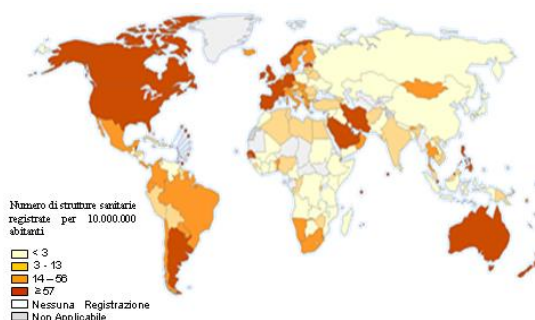 Numero di strutture sanitarie
registrate per 10.000.000
abitanti
< 3
3 - 13
14 – 56
≥57
Nessuna Registrazione
Non Applicabile